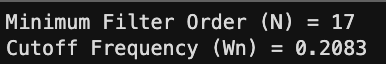 Minimum Filter Order (N) = 17
Cutoff Frequency (Wn) = 0.2083